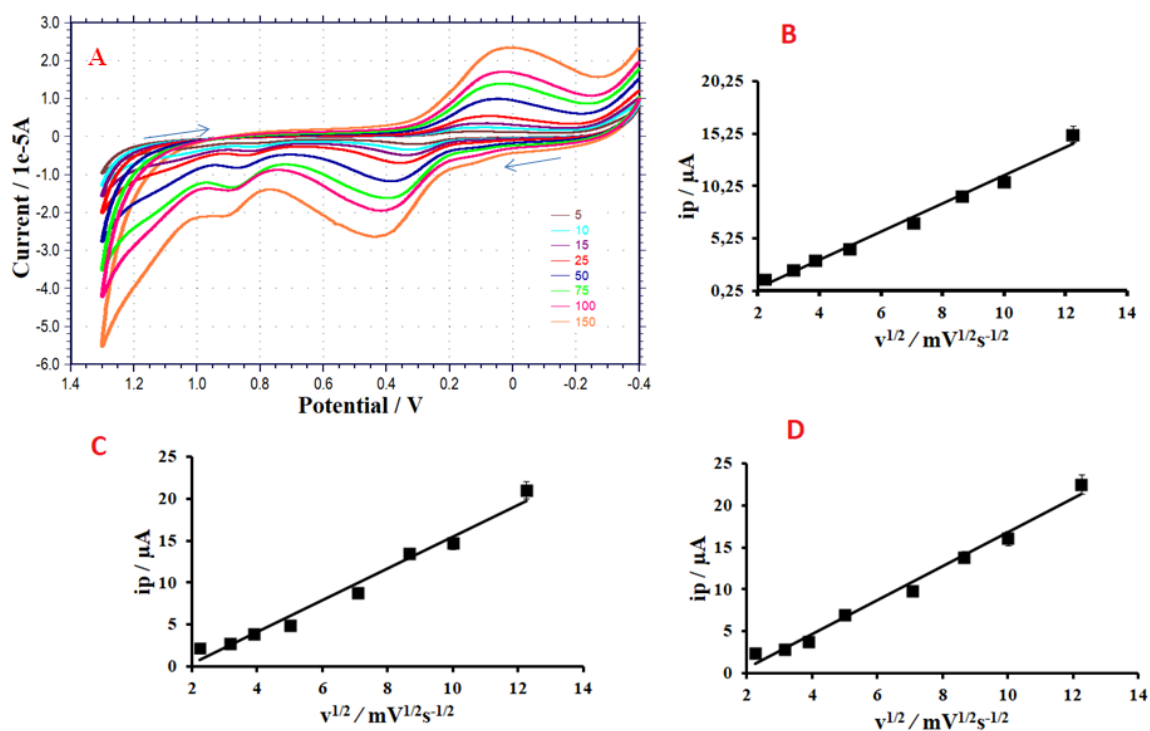 A
3.0
2.0
1.0
0
-1.0
-2.0
-3.0
-4.0
-5.0
-6.0
Current / 1e-5A
5
10
15
25
50
75
100
150
1.4 1.2 1.0 0.8 0.6 0.4 0.2 0 -0.2 -0.4
Potential / V
B
20,25
15,25
10,25
5,25
0,25
ip / µA
2 4 6 8 10 12 14
v1/2 / mV1/2s-1/2
C
25
20
15
10
5
0
ip / µA
2 4 6 8 10 12 14
v1/2 / mV1/2s-1/2
D
25
20
15
10
5
0
ip / µA
2 4 6 8 10 12 14
v1/2 / mV1/2s-1/2